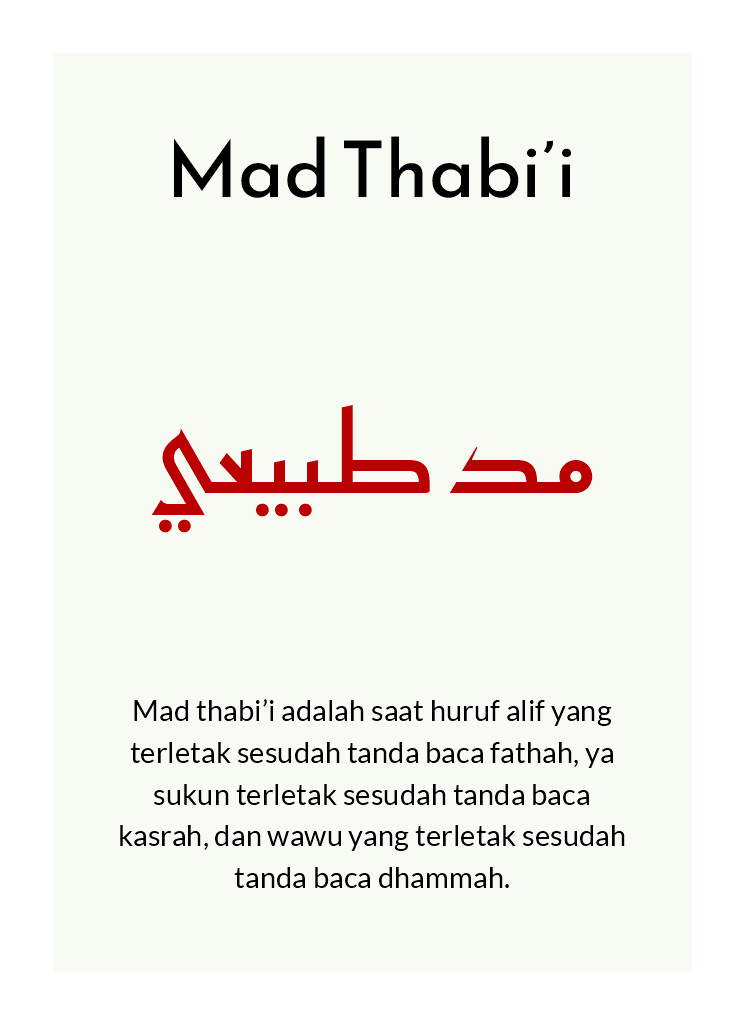 Mad Thabi’i
مد طبيعي
Mad thabi’i adalah saat huruf alif yang
terletak sesudah tanda baca fathah, ya
sukun terletak sesudah tanda baca
kasrah, dan wawu yang terletak sesudah
tanda baca dhammah.